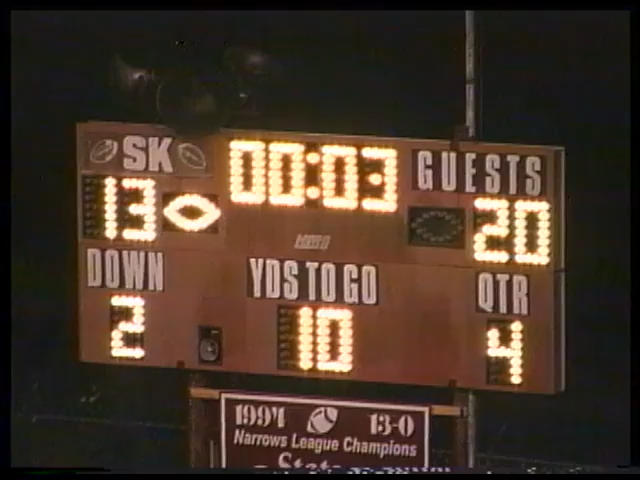 SK 00:03 GUESTS
13 20
DOWN YDS TO GO QTR
2 10 4
1994 13-0
Narrows League Champions
State